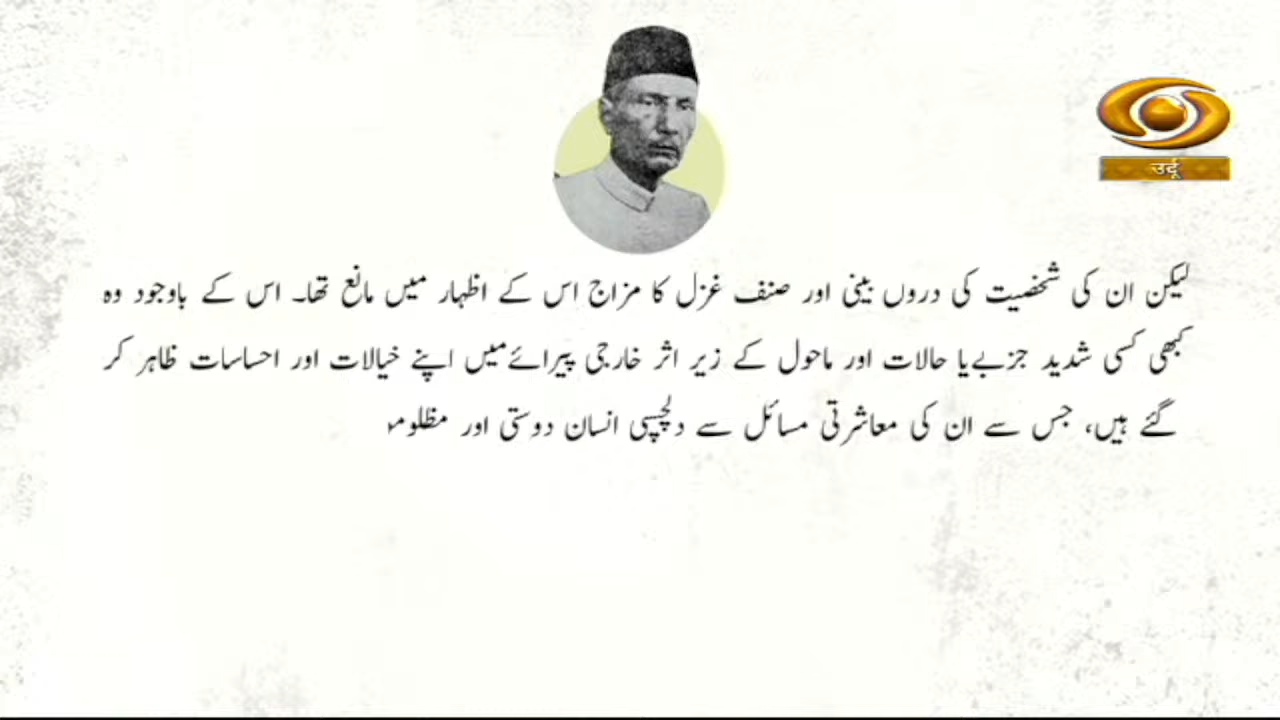 उर्दू
لیکن ان کی شخصیت کی دروں بینی اور صنف غزل کا مزاج اس کے اظہار میں مانع تھا۔ اس کے باوجود وہ
کبھی کسی شدید جزبے یا حالات اور ماحول کے زیر اثر خارجی پیرائے میں اپنے خیالات اور احساسات ظاہر کر
گئے ہیں، جس سے ان کی معاشرتی مسائل سے دلچسپی انسان دوستی اور